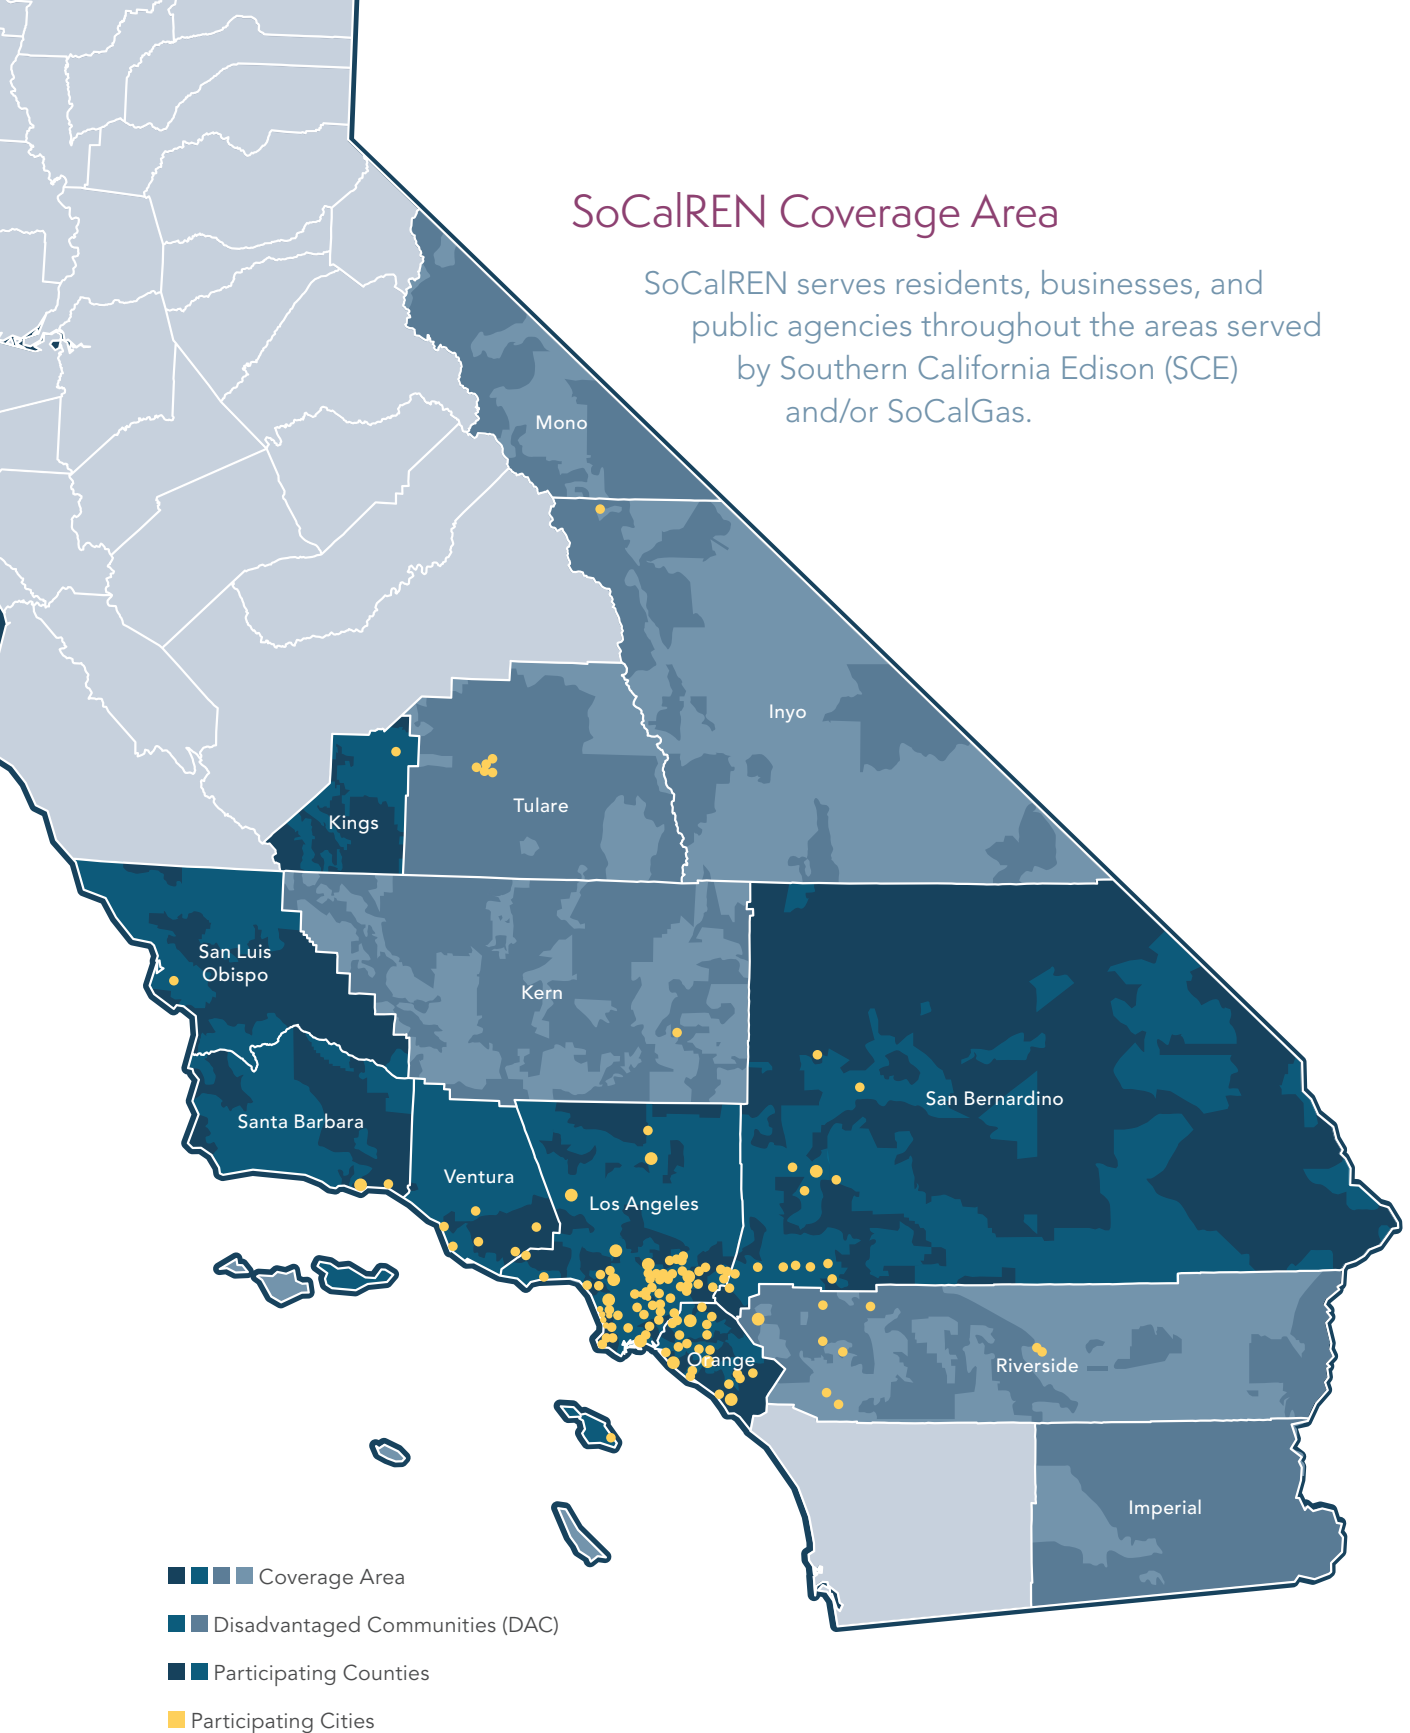 SoCalREN Coverage Area
SoCalREN serves residents, businesses, and
public agencies throughout the areas served
by Southern California Edison (SCE)
and/or SoCalGas.
Mono
Inyo
Tulare
Kings
San Luis
Obispo
Kern
San Bernardino
Santa Barbara
Ventura
Los Angeles
Orange
Riverside
Imperial
Coverage Area
Disadvantaged Communities (DAC)
Participating Counties
Participating Cities